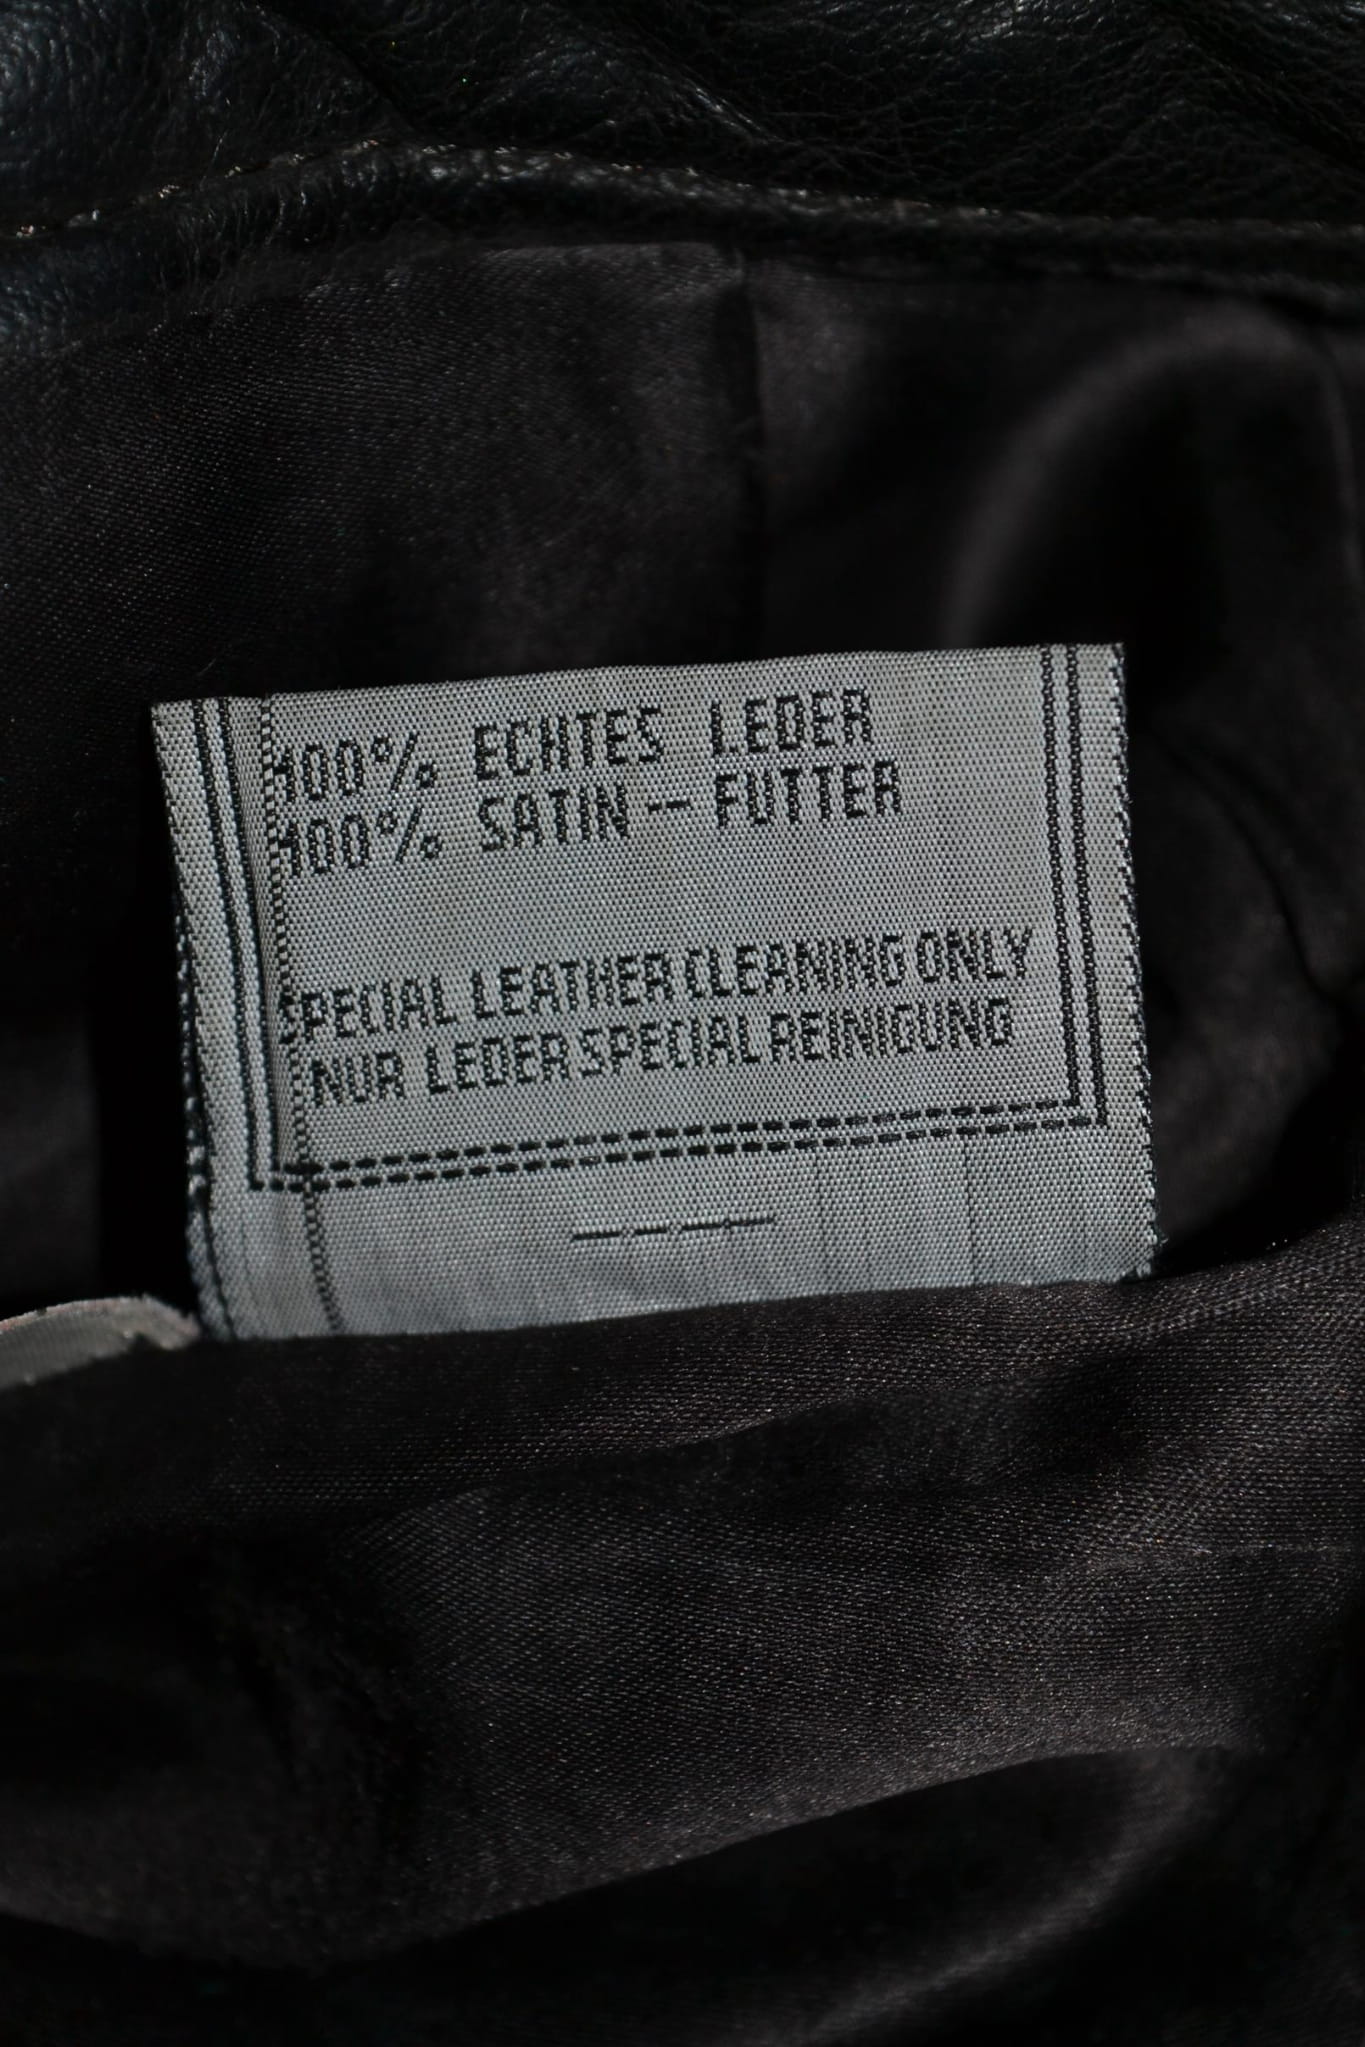 100% ECHTES LEDER
100% SATIN -- FUTTER
SPECIAL LEATHER CLEANING ONLY
NUR LEDER SPECIAL REINIGUNG